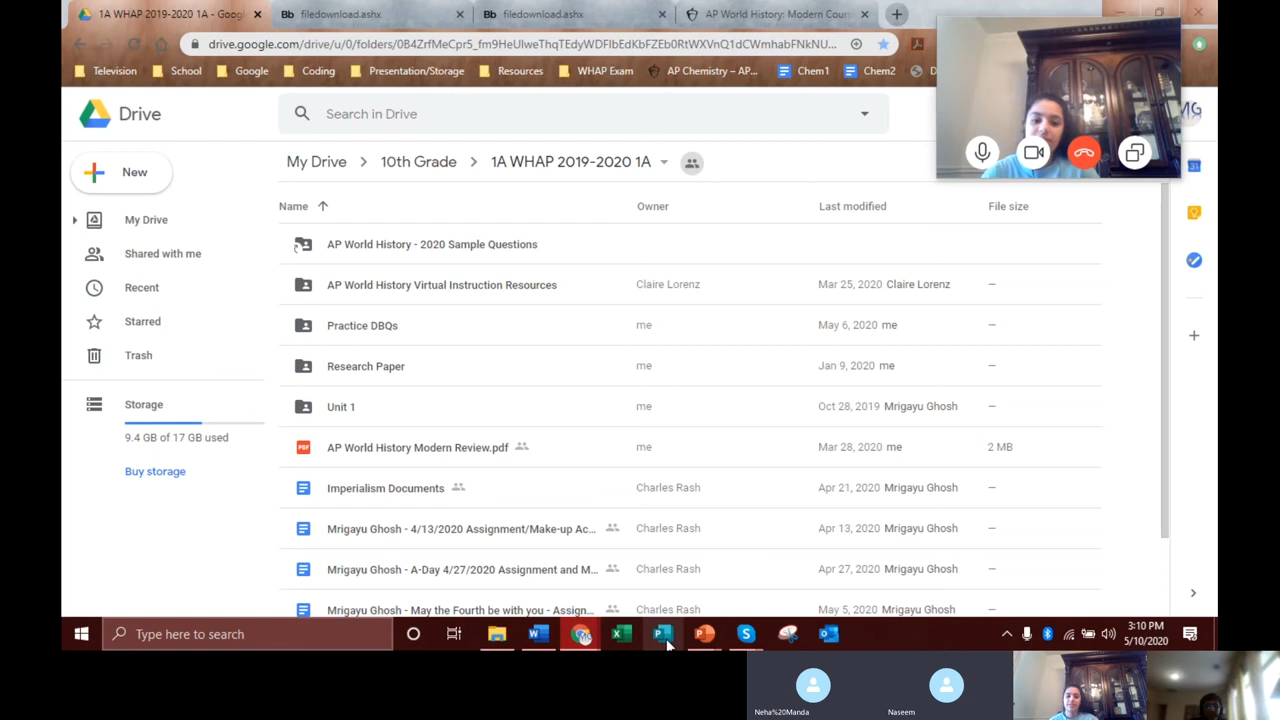 1A WHAP 2019-2020 1A - Googl
Bb filedownload.ashx
Bb filedownload.ashx
AP World History: Modern Cours
drive.google.com/drive/u/0/folders/
Television
School
Google
Coding
Presentation/Storage
Resources
WHAP Exam
AP Chemistry – AP...
Chem1
Chem2
D
Drive
Search in Drive
MG
New
My Drive
10th Grade
1A WHAP 2019-2020 1A
Name
Owner
Last modified
File size
My Drive
Shared with me
Recent
Starred
Trash
Storage
9.4 GB of 17 GB used
Buy storage
AP World History - 2020 Sample Questions
AP World History Virtual Instruction Resources Claire Lorenz Mar 25, 2020 Claire Lorenz –
Practice DBQs me May 6, 2020 me –
Research Paper me Jan 9, 2020 me –
Unit 1 me Oct 28, 2019 Mrigayu Ghosh –
PDF AP World History Modern Review.pdf me Mar 28, 2020 me 2 MB
Imperialism Documents Charles Rash Apr 21, 2020 Mrigayu Ghosh –
Mrigayu Ghosh - 4/13/2020 Assignment/Make-up Ac... Charles Rash Apr 13, 2020 Mrigayu Ghosh –
Mrigayu Ghosh - A-Day 4/27/2020 Assignment and M... Charles Rash Apr 27, 2020 Mrigayu Ghosh –
Mrigayu Ghosh - May the Fourth be with you - Assign... Charles Rash May 5, 2020 Mrigayu Ghosh –
31
Type here to search
3:10 PM
5/10/2020
Neha%20Manda
Naseem